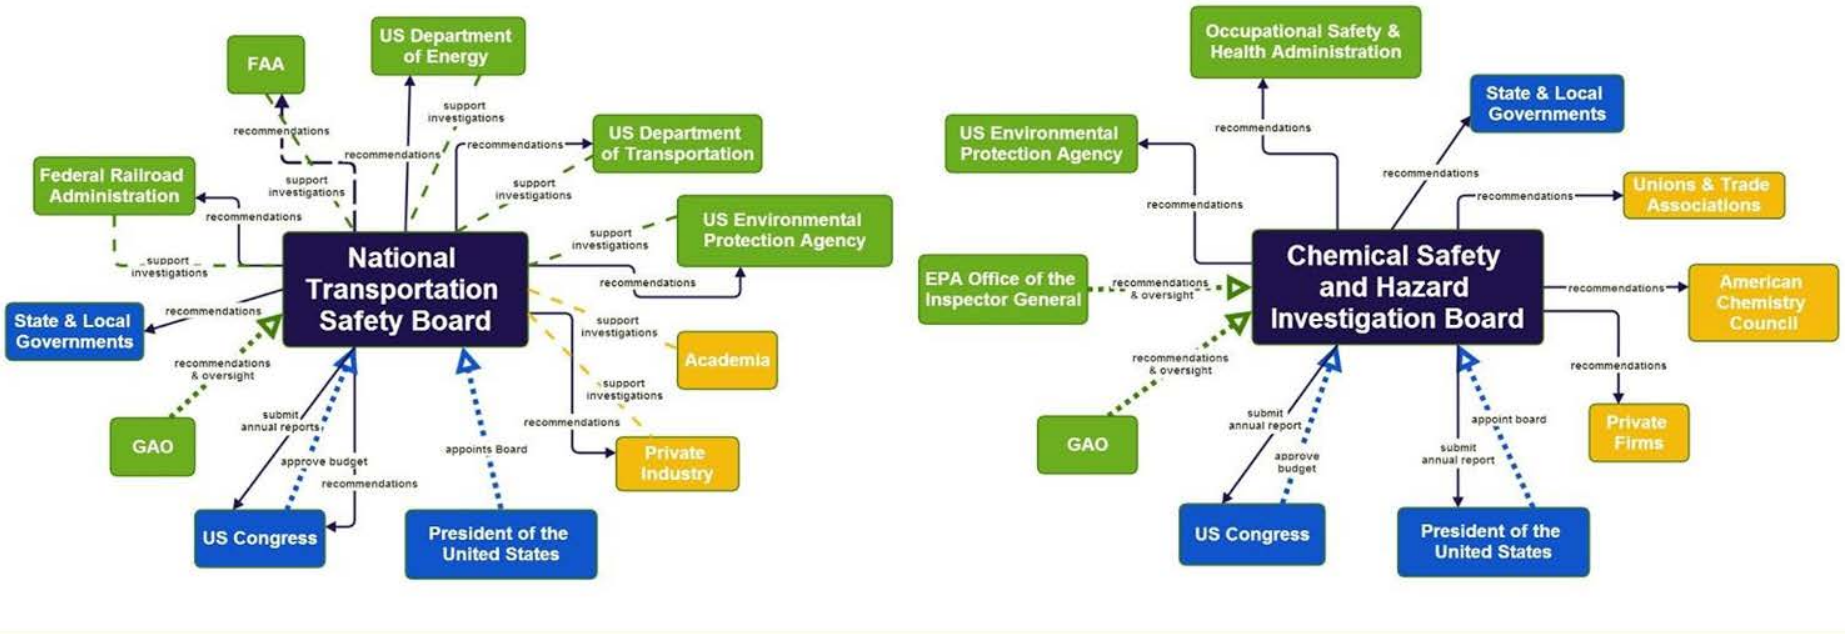 FAA
US Department
of Energy
recommendations
support
investigations
recommendations
support
investigations
US Department
of Transportation
recommendations
support
investigations
Federal Railroad
Administration
recommendations
support
investigations
US Environmental
Protection Agency
support
investigations
recommendations
National
Transportation
Safety Board
State & Local
Governments
recommendations
recommendations
& oversight
GAO
support
investigations
Academia
support
investigations
recommendations
Private
Industry
submit
annual reports
approve budget
recommendations
US Congress
appoints Board
President of the
United States
Occupational Safety &
Health Administration
recommendations
State & Local
Governments
recommendations
US Environmental
Protection Agency
recommendations
Unions & Trade
Associations
recommendations
EPA Office of the
Inspector General
recommendations
& oversight
Chemical Safety
and Hazard
Investigation Board
recommendations
American
Chemistry
Council
recommendations
& oversight
GAO
recommendations
Private
Firms
submit
annual report
approve
budget
US Congress
appoint board
submit
annual report
President of the
United States